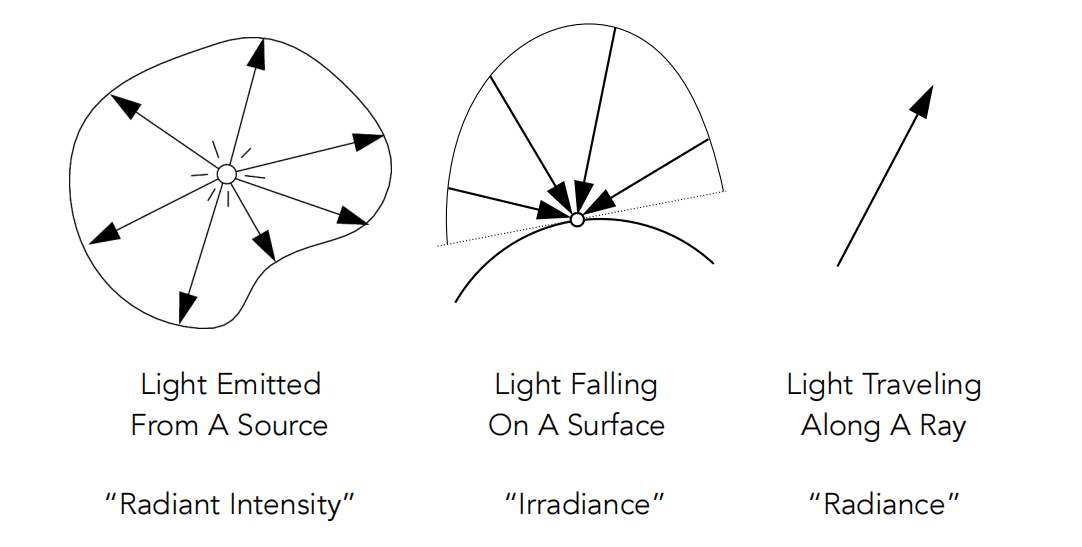 Light Emitted
From A Source
“Radiant Intensity”
Light Falling
On A Surface
“Irradiance”
Light Traveling
Along A Ray
“Radiance”